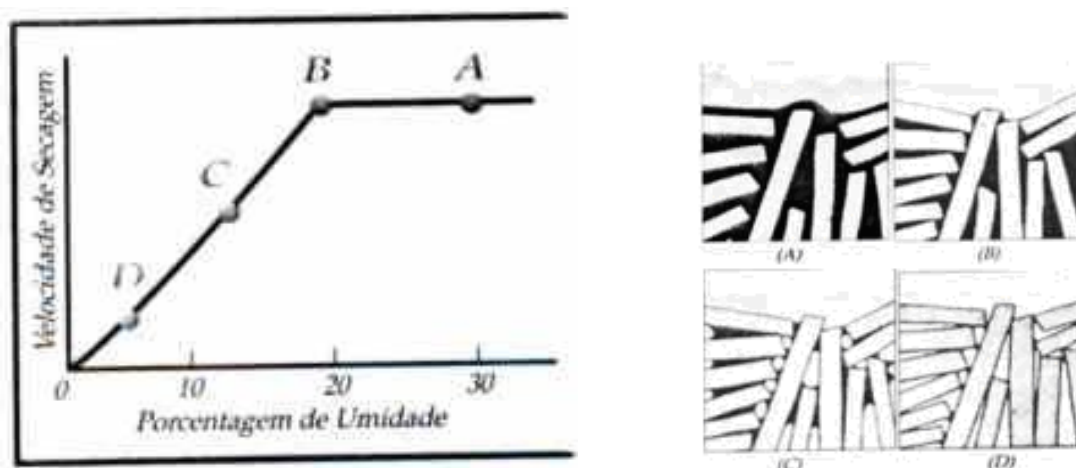 B
A
C
D
Velocidade de Secagem
0
10
20
30
Porcentagem de Umidade
(A)
(B)
(C)
(D)